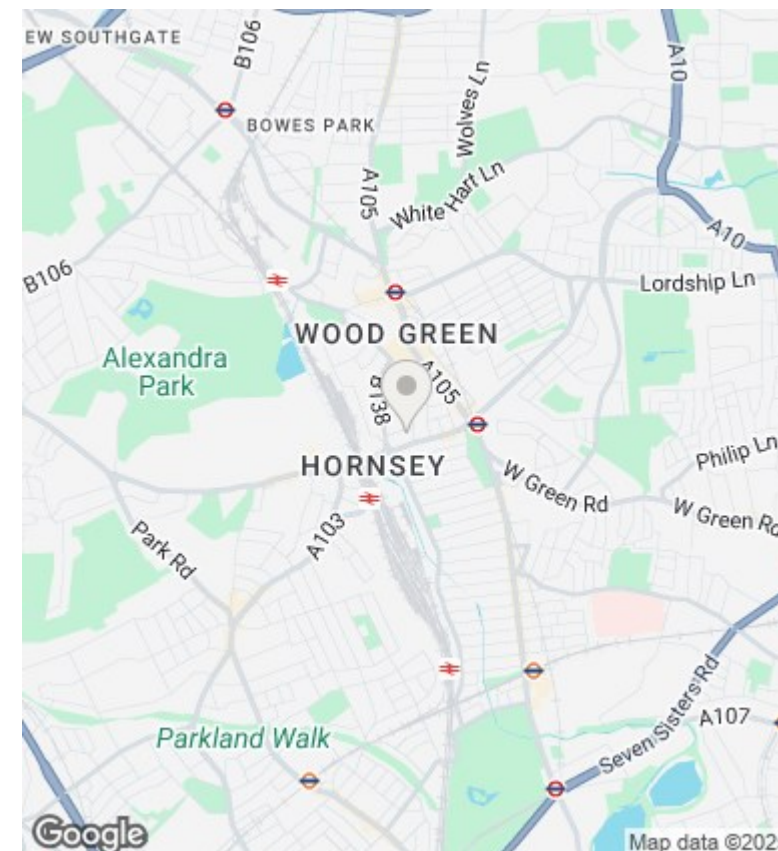 EW SOUTHGATE
B106
A10
Wolves Ln
BOWES PARK
A105
White Hart Ln
A10
B106
Lordship Ln
WOOD GREEN
Alexandra
Park
A105
B138
HORNSEY
Philip Ln
W Green Rd
W Green Rd
A103
Park Rd
Seven Sisters Rd
A107
Parkland Walk
Google
Map data ©202